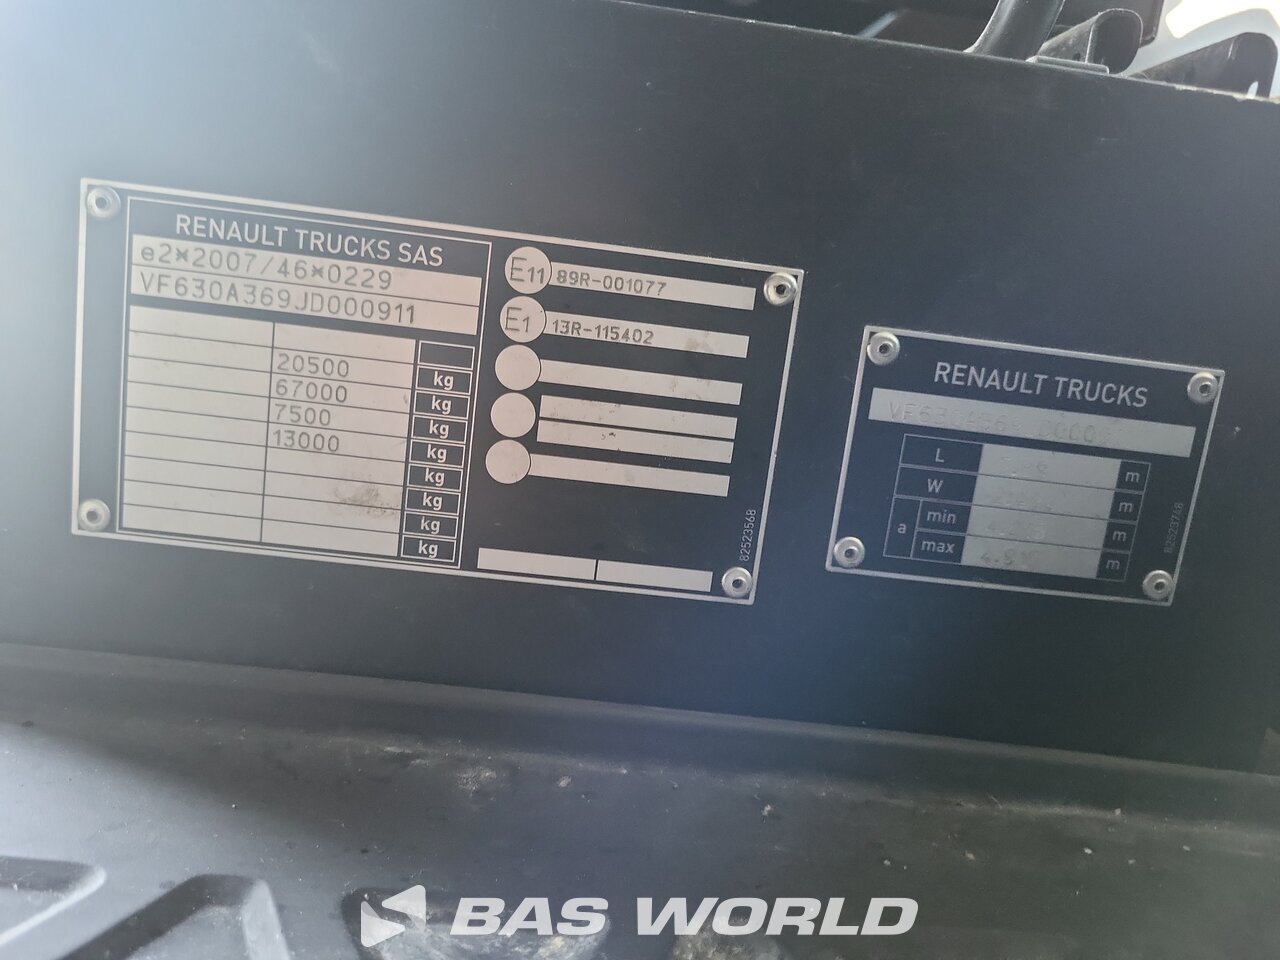 RENAULT TRUCKS SAS
e2*2007/46*0229
VF630A369JD000911
20500 kg
67000 kg
7500 kg
13000 kg
kg
kg
kg
kg
E11 89R-001077
E1 13R-115402
82523568
RENAULT TRUCKS
L m
W m
a min m
max m
BAS WORLD